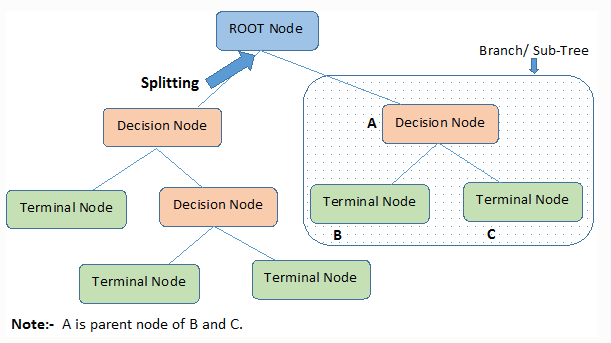 ROOT Node
Branch/ Sub-Tree
Splitting
Decision Node
A
Decision Node
Terminal Node
Decision Node
Terminal Node
Terminal Node
B
C
Terminal Node
Terminal Node
Note:- A is parent node of B and C.